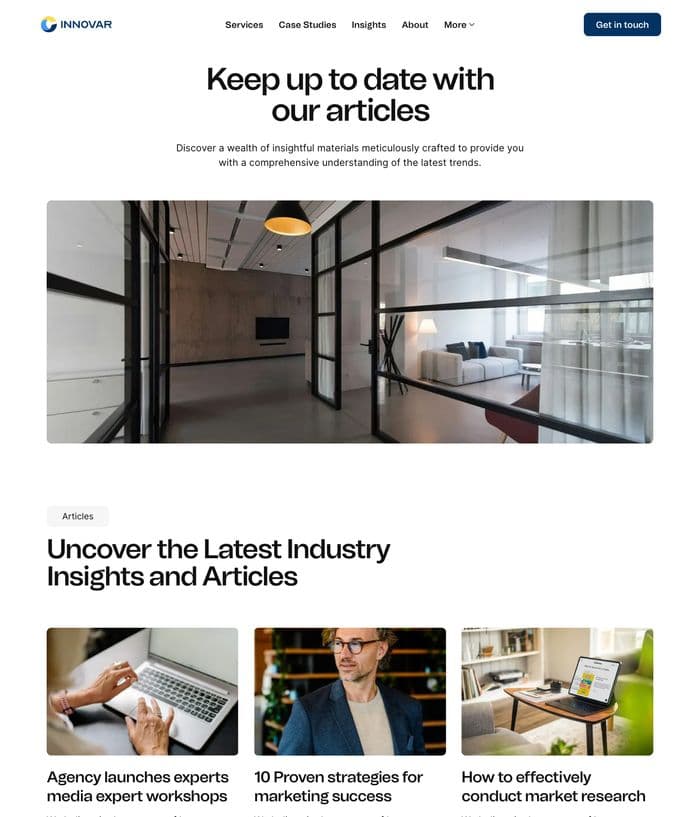 INNOVAR
Services
Case Studies
Insights
About
More
Get in touch
Keep up to date with
our articles
Discover a wealth of insightful materials meticulously crafted to provide you
with a comprehensive understanding of the latest trends.
Articles
Uncover the Latest Industry
Insights and Articles
Agency launches experts
media expert workshops
10 Proven strategies for
marketing success
How to effectively
conduct market research